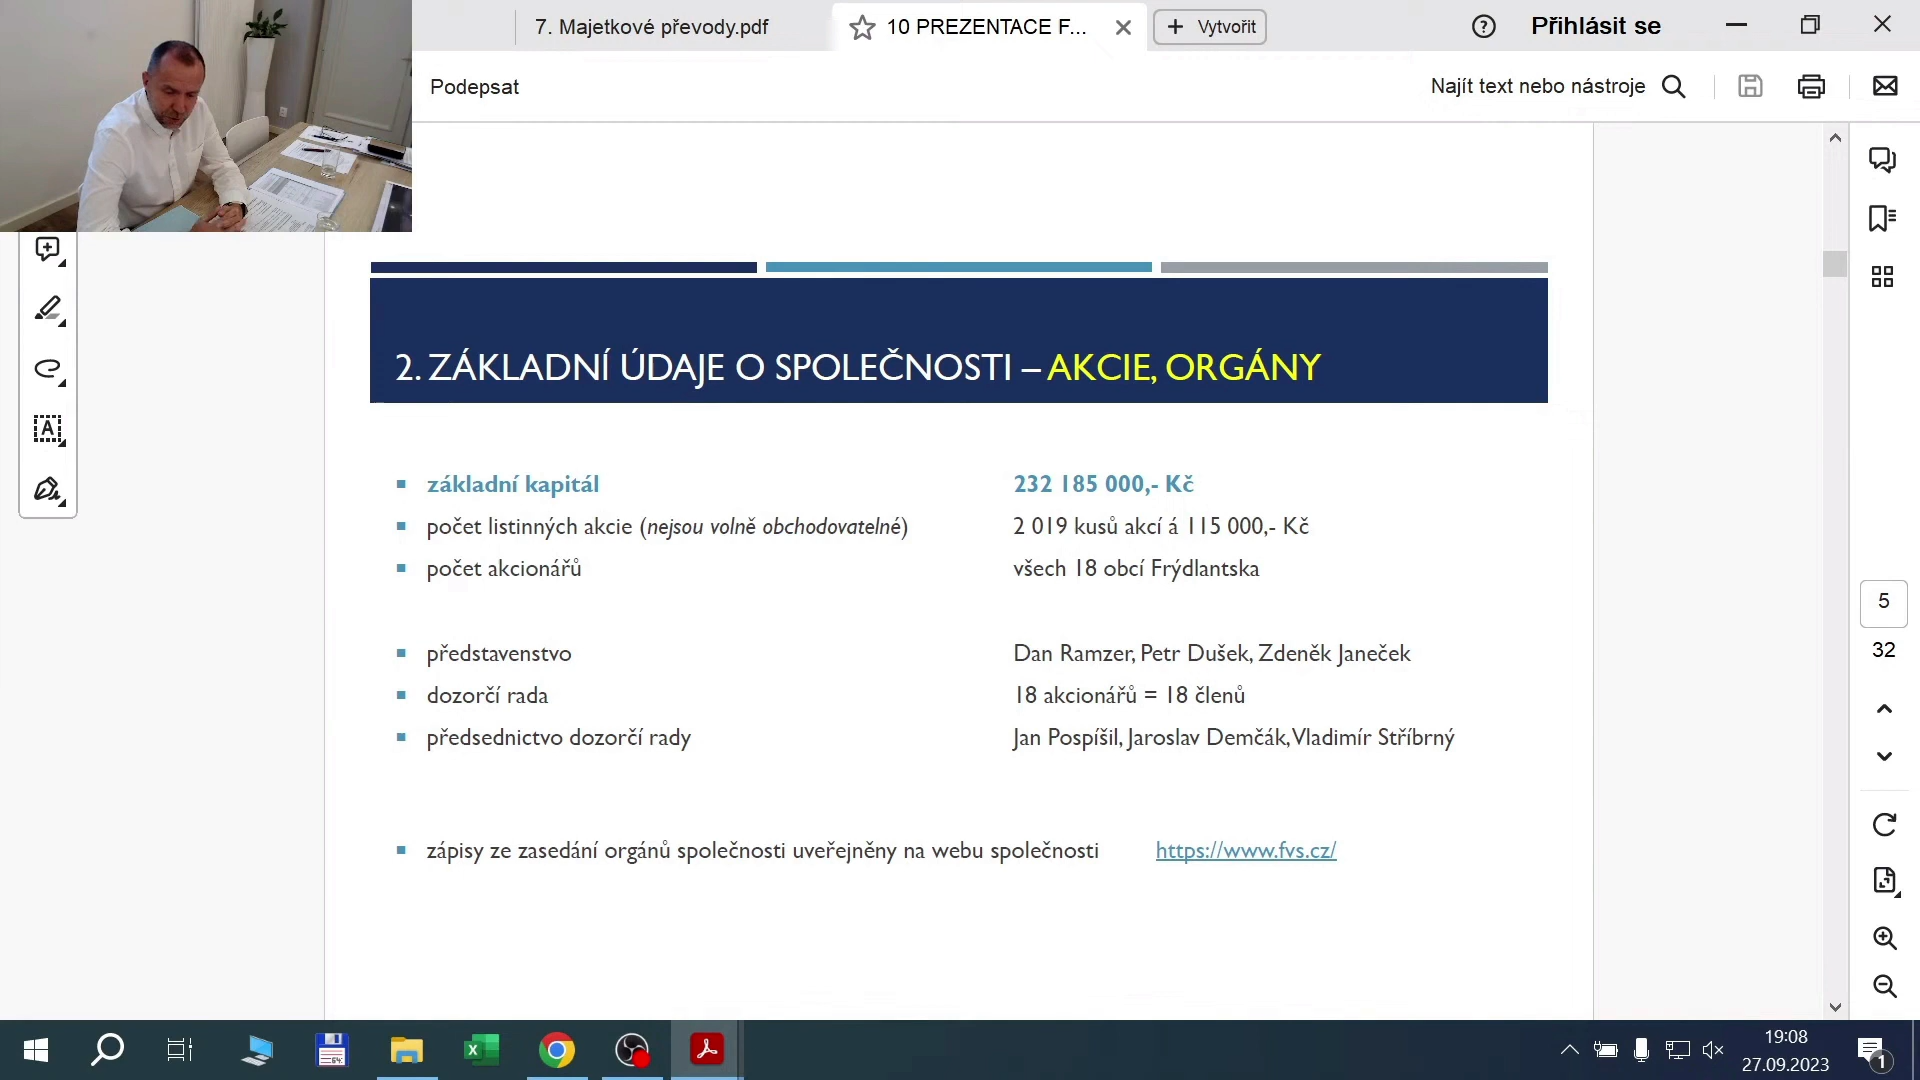 7. Majetkové převody.pdf
10 PREZENTACE F...
Vytvořit
Přihlásit se
Podepsat
Najít text nebo nástroje
2. ZÁKLADNÍ ÚDAJE O SPOLEČNOSTI – AKCIE, ORGÁNY
základní kapitál 232 185 000,- Kč
počet listinných akcie (nejsou volně obchodovatelné) 2 019 kusů akcí á 115 000,- Kč
počet akcionářů všech 18 obcí Frýdlantska
představenstvo Dan Ramzer, Petr Dušek, Zdeněk Janeček
dozorčí rada 18 akcionářů = 18 členů
předsednictvo dozorčí rady Jan Pospíšil, Jaroslav Demčák, Vladimír Stříbrný
zápisy ze zasedání orgánů společnosti uveřejněny na webu společnosti https://www.fvs.cz/
5
32
19:08
27.09.2023
1